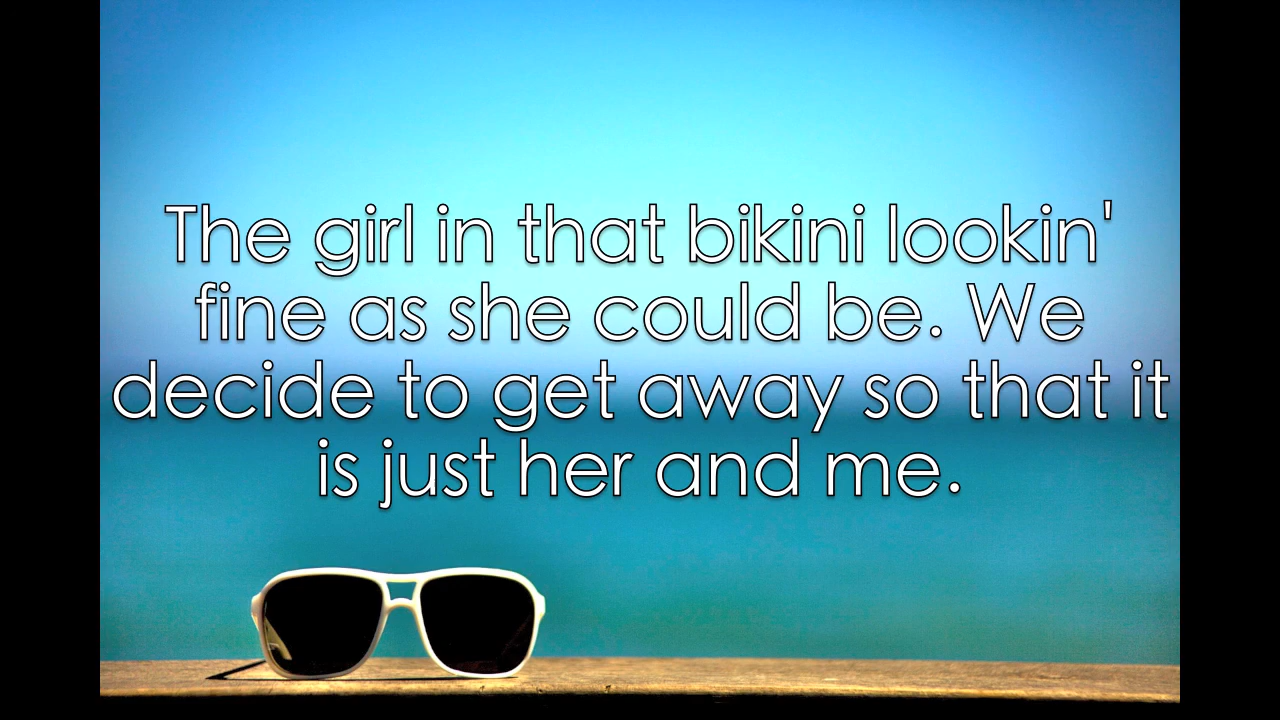 The girl in that bikini lookin'
fine as she could be. We
decide to get away so that it
is just her and me.